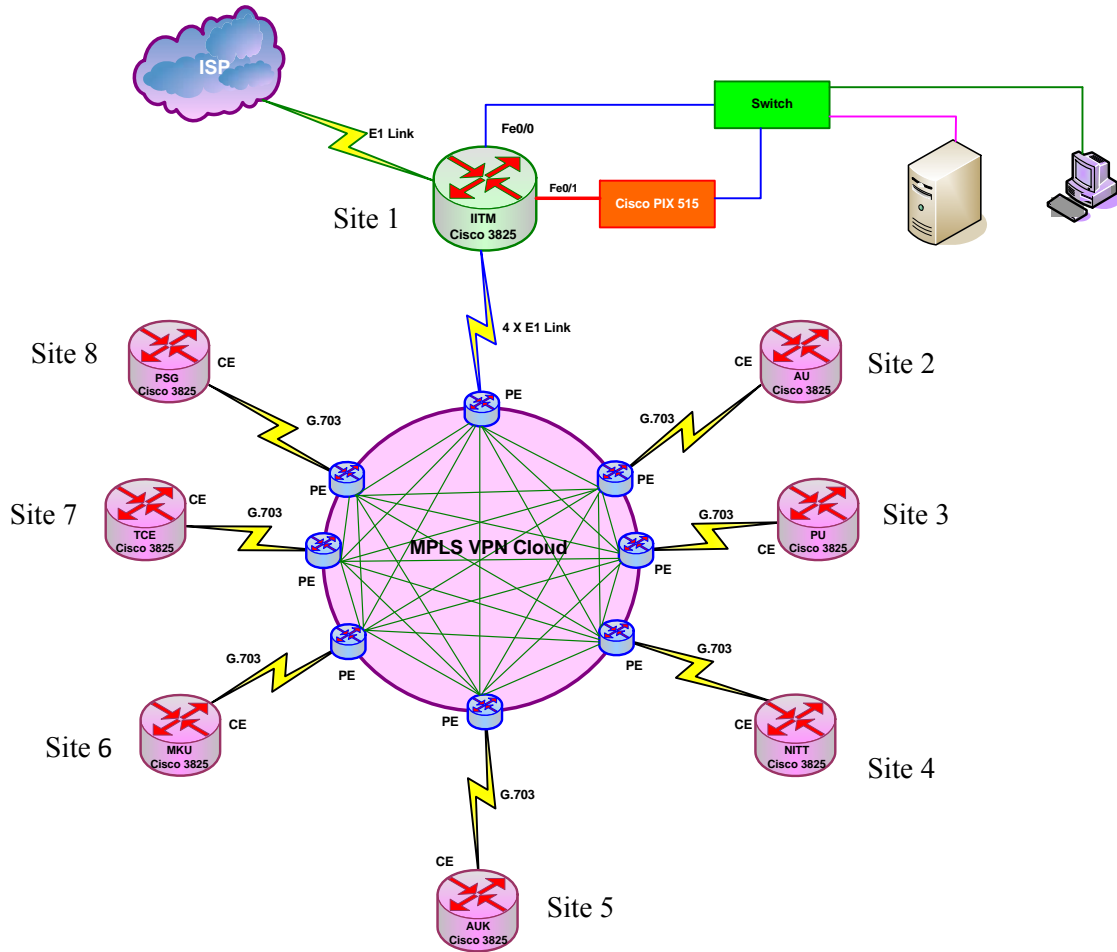 ISP
Switch
Fe0/0
E1 Link
Fe0/1
Cisco PIX 515
Site 1
IITM
Cisco 3825
4 X E1 Link
Site 8
CE
PSG
Cisco 3825
G.703
PE
PE
Site 2
CE
AU
Cisco 3825
G.703
PE
Site 7
CE
TCE
Cisco 3825
G.703
PE
MPLS VPN Cloud
Site 3
G.703
CE
PU
Cisco 3825
PE
Site 6
G.703
PE
CE
MKU
Cisco 3825
PE
G.703
CE
NITT
Cisco 3825
Site 4
PE
G.703
CE
AUK
Cisco 3825
Site 5